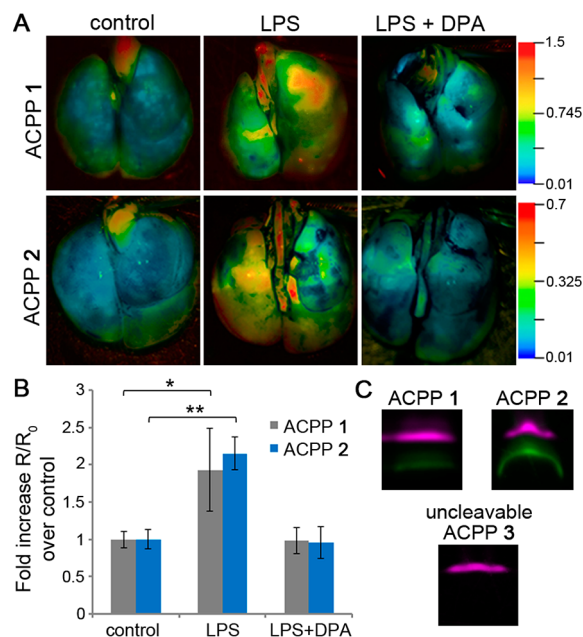 A
control
LPS
LPS + DPA
ACPP 1
1.5
0.745
0.01
ACPP 2
0.7
0.325
0.01
B
Fold increase R/R0
over control
3
2.5
2
1.5
1
0.5
0
*
**
ACPP 1
ACPP 2
control
LPS
LPS+DPA
C
ACPP 1
ACPP 2
uncleavable
ACPP 3